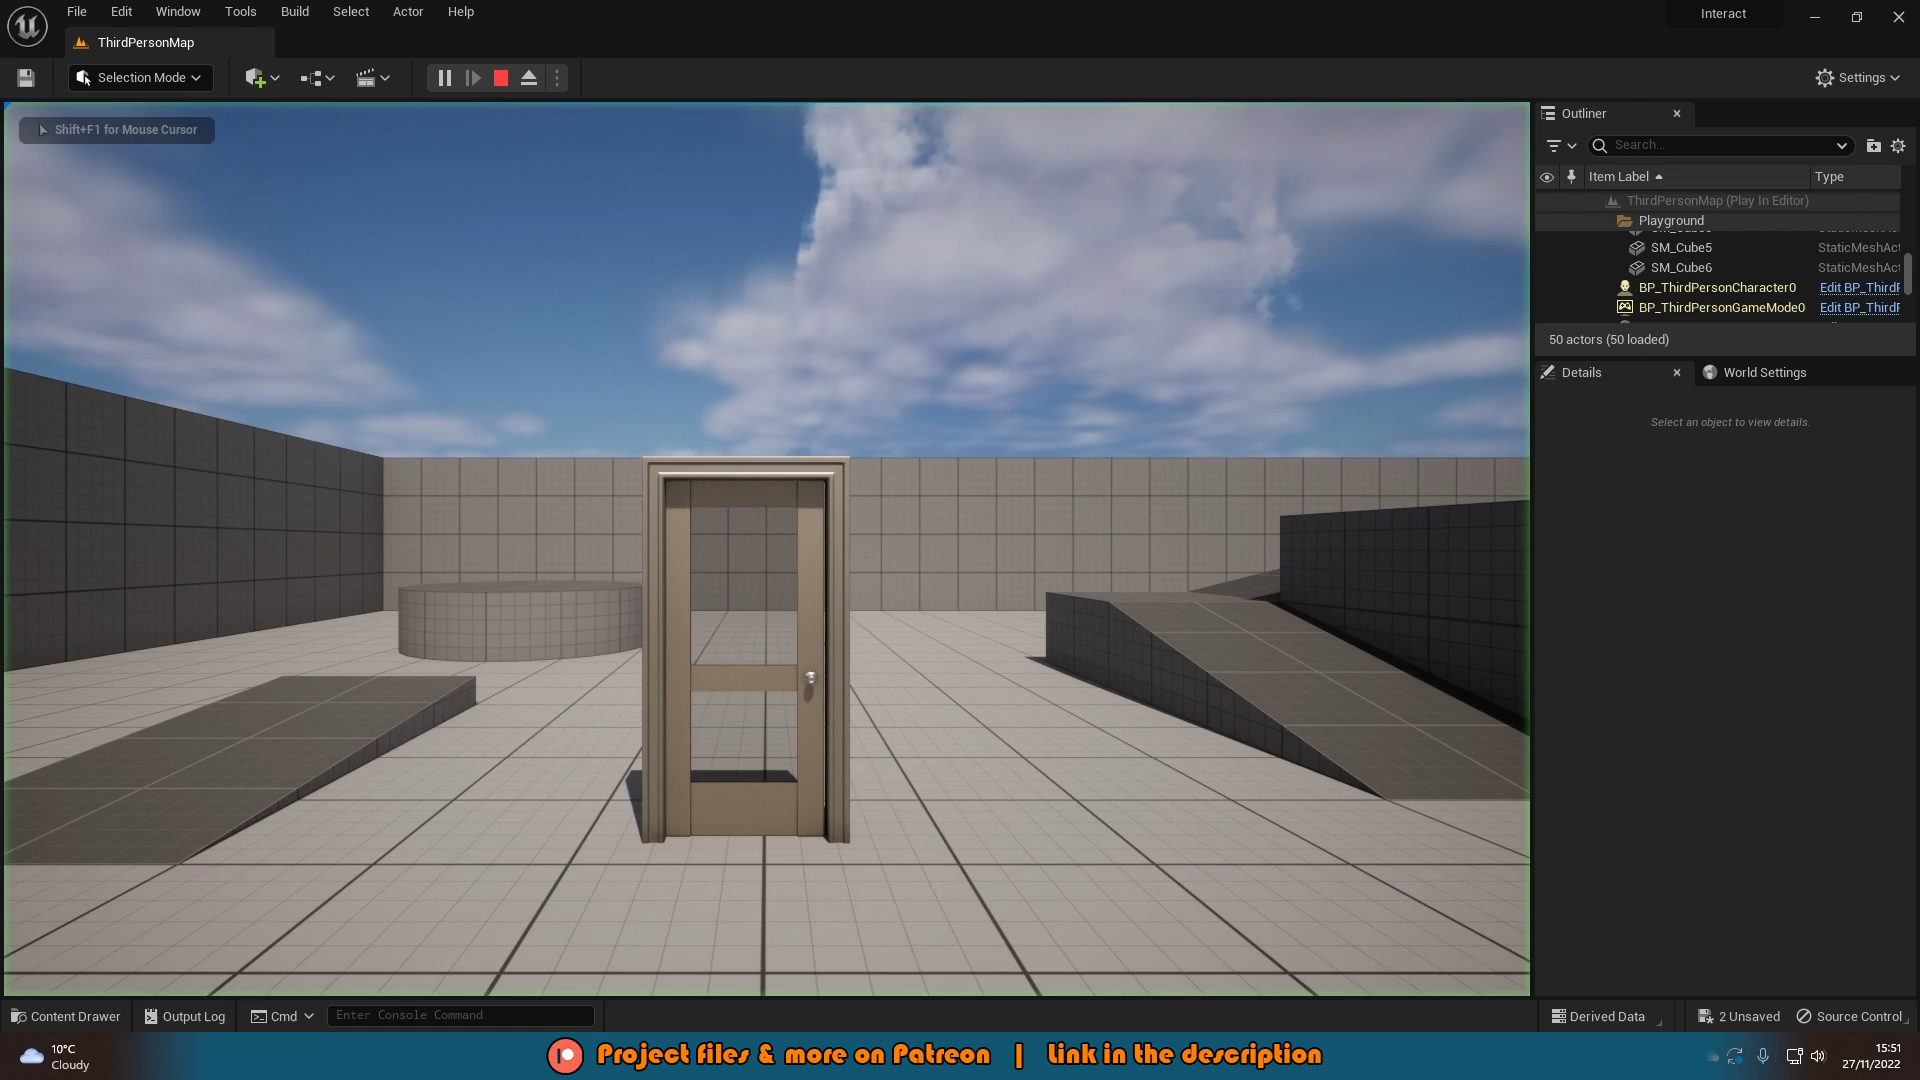 File Edit Window Tools Build Select Actor Help
Interact
ThirdPersonMap
Selection Mode
Settings
Shift+F1 for Mouse Cursor
Outliner
Search...
Item Label Type
ThirdPersonMap (Play In Editor)
Playground
SM_Cube5 StaticMeshAct
SM_Cube6 StaticMeshAct
BP_ThirdPersonCharacter0 Edit BP_ThirdP
BP_ThirdPersonGameMode0 Edit BP_ThirdP
50 actors (50 loaded)
Details World Settings
Select an object to view details.
Content Drawer Output Log Cmd Enter Console Command Derived Data 2 Unsaved Source Control
10°C
Cloudy
Project files & more on Patreon | Link in the description
15:51
27/11/2022